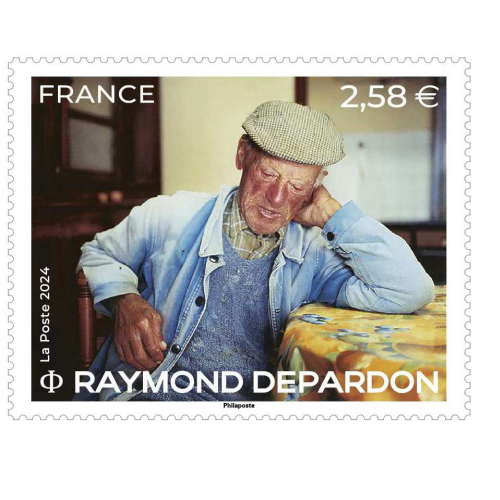 FRANCE
2,58 €
La Poste 2024
Φ RAYMOND DEPARDON
Philaposte